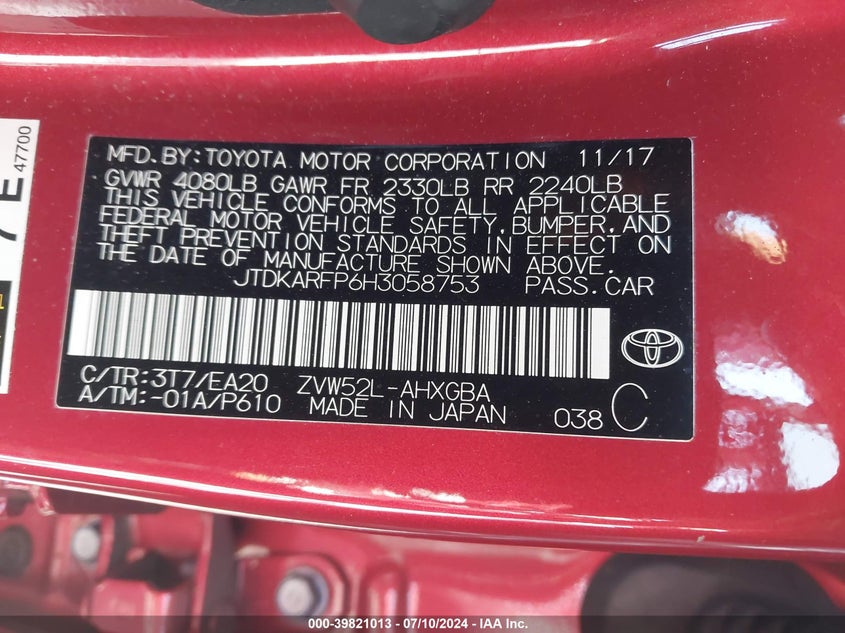 MFD.BY:TOYOTA MOTOR CORPORATION 11/17
GVWR 4080LB GAWR FR 2330LB RR 2240LB
THIS VEHICLE CONFORMS TO ALL APPLICABLE
FEDERAL MOTOR VEHICLE SAFETY,BUMPER,AND
THEFT PREVENTION STANDARDS IN EFFECT ON
THE DATE OF MANUFACTURE SHOWN ABOVE.
JTDKARFP6H3058753 PASS.CAR
C/TR:3T7/EA20 ZVW52L-AHXGBA
A/TM:-01A/P610 MADE IN JAPAN 038 C
47700
000-39821013 - 07/10/2024 - IAA Inc.